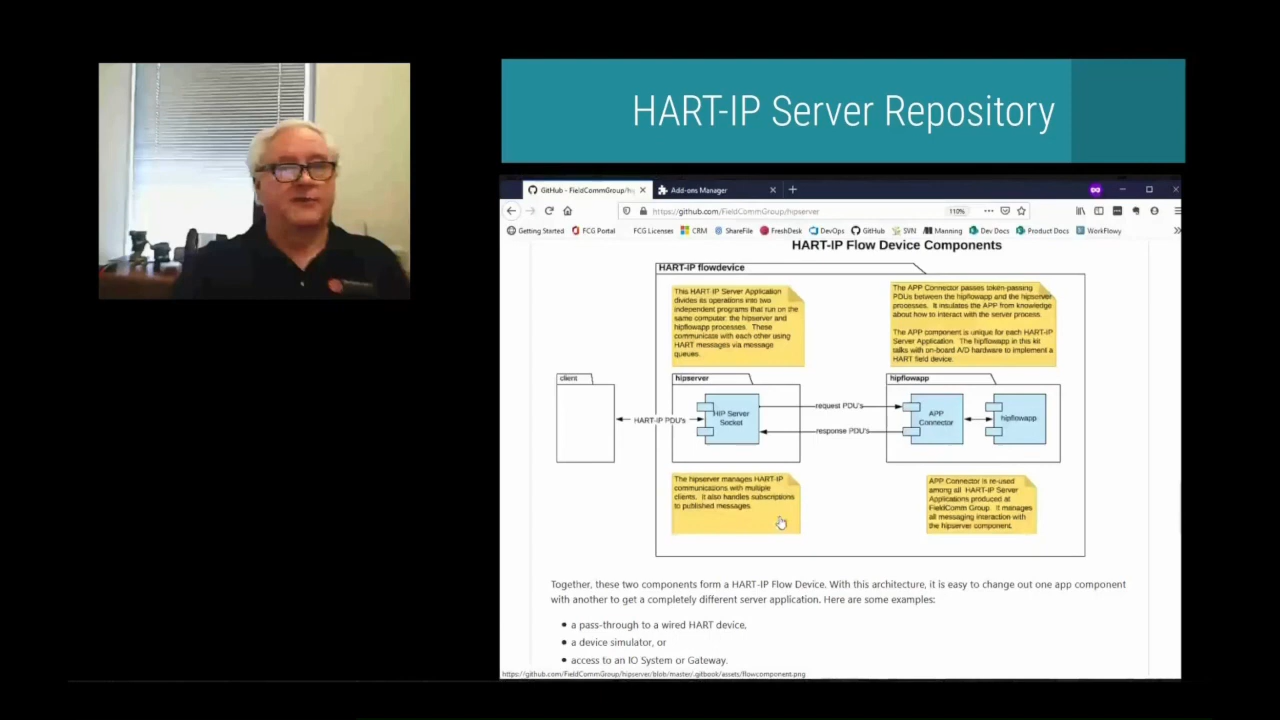 HART-IP Server Repository
GitHub - FieldCommGroup/hi
Add-ons Manager
https://github.com/FieldCommGroup/hipserver
110%
Getting Started
FCG Portal
FCG Licenses
CRM
ShareFile
FreshDesk
DevOps
GitHub
SVN
Manning
Dev Docs
Product Docs
WorkFlowy
HART-IP Flow Device Components
HART-IP flowdevice
This HART-IP Server Application
divides its operations into two
independent programs that run on the
same computer: the hipserver and
hipflowapp processes. These
communicate with each other using
HART messages via message
queues.
The APP Connector passes token-passing
PDUs between the hipflowapp and the hipserver
processes. It insulates the APP from knowledge
about how to interact with the server process.
The APP component is unique for each HART-IP
Server Application. The hipflowapp in this kit
talks with on-board A/D hardware to implement a
HART field device.
client
hipserver
hipflowapp
HART-IP PDU's
HIP Server
Socket
request PDU's
response PDU's
APP
Connector
hipflowapp
The hipserver manages HART-IP
communications with multiple
clients. It also handles subscriptions
to published messages.
APP Connector is re-used
among all HART-IP Server
Applications produced at
FieldComm Group. It manages
all messaging interaction with
the hipserver component.
Together, these two components form a HART-IP Flow Device. With this architecture, it is easy to change out one app component
with another to get a completely different server application. Here are some examples:
a pass-through to a wired HART device,
a device simulator, or
access to an IO System or Gateway.
https://github.com/FieldCommGroup/hipserver/blob/master/.gitbook/assets/flowcomponent.png